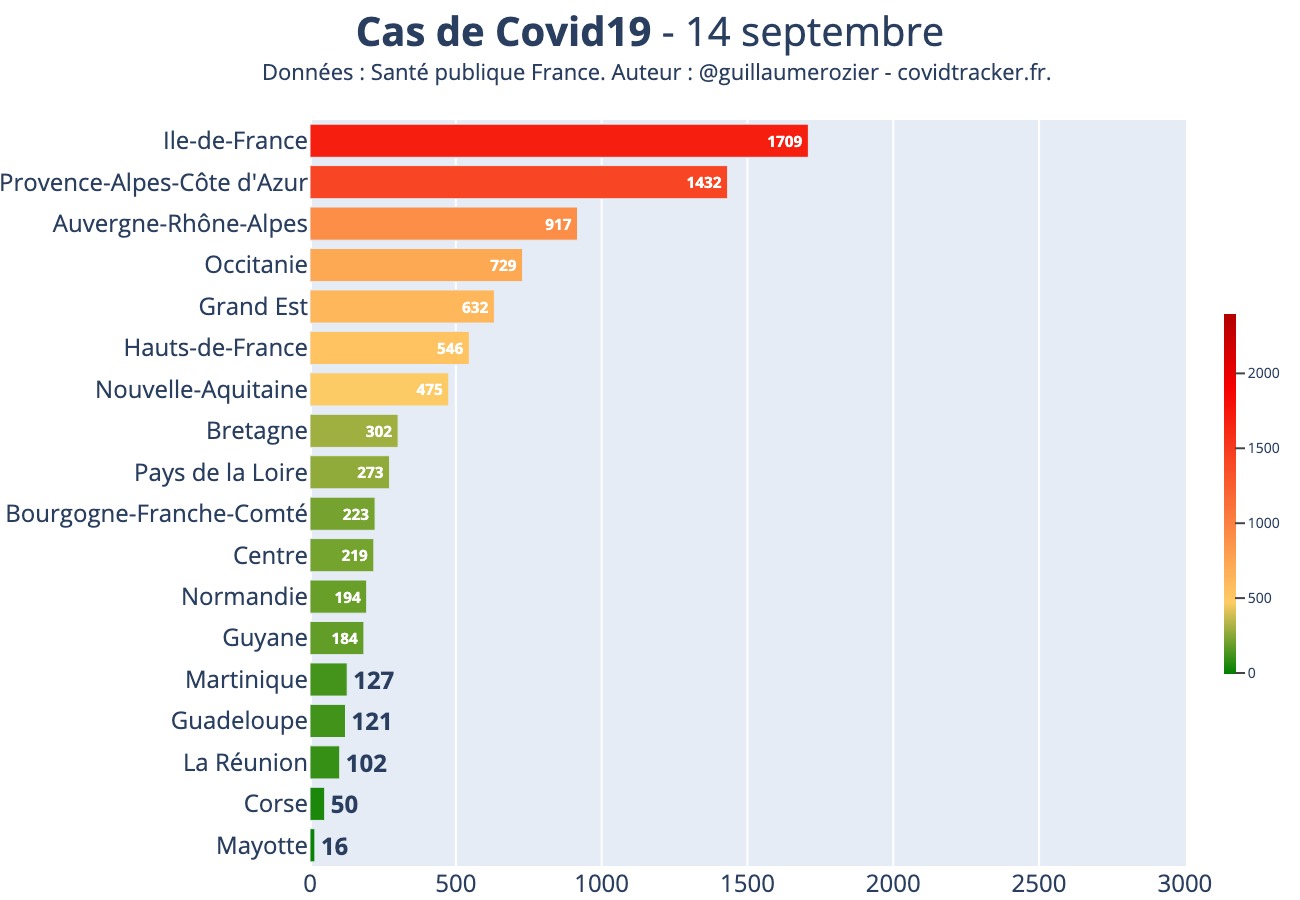 Cas de Covid19 - 14 septembre
Données : Santé publique France. Auteur : @guillaumerozier - covidtracker.fr.
Ile-de-France 1709
Provence-Alpes-Côte d'Azur 1432
Auvergne-Rhône-Alpes 917
Occitanie 729
Grand Est 632
Hauts-de-France 546
Nouvelle-Aquitaine 475
Bretagne 302
Pays de la Loire 273
Bourgogne-Franche-Comté 223
Centre 219
Normandie 194
Guyane 184
Martinique 127
Guadeloupe 121
La Réunion 102
Corse 50
Mayotte 16
0 500 1000 1500 2000 2500 3000
2000
1500
1000
500
0